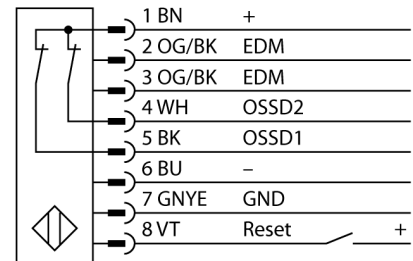 1 BN +
2 OG/BK EDM
3 OG/BK EDM
4 WH OSSD2
5 BK OSSD1
6 BU –
7 GNYE GND
8 VT Reset +